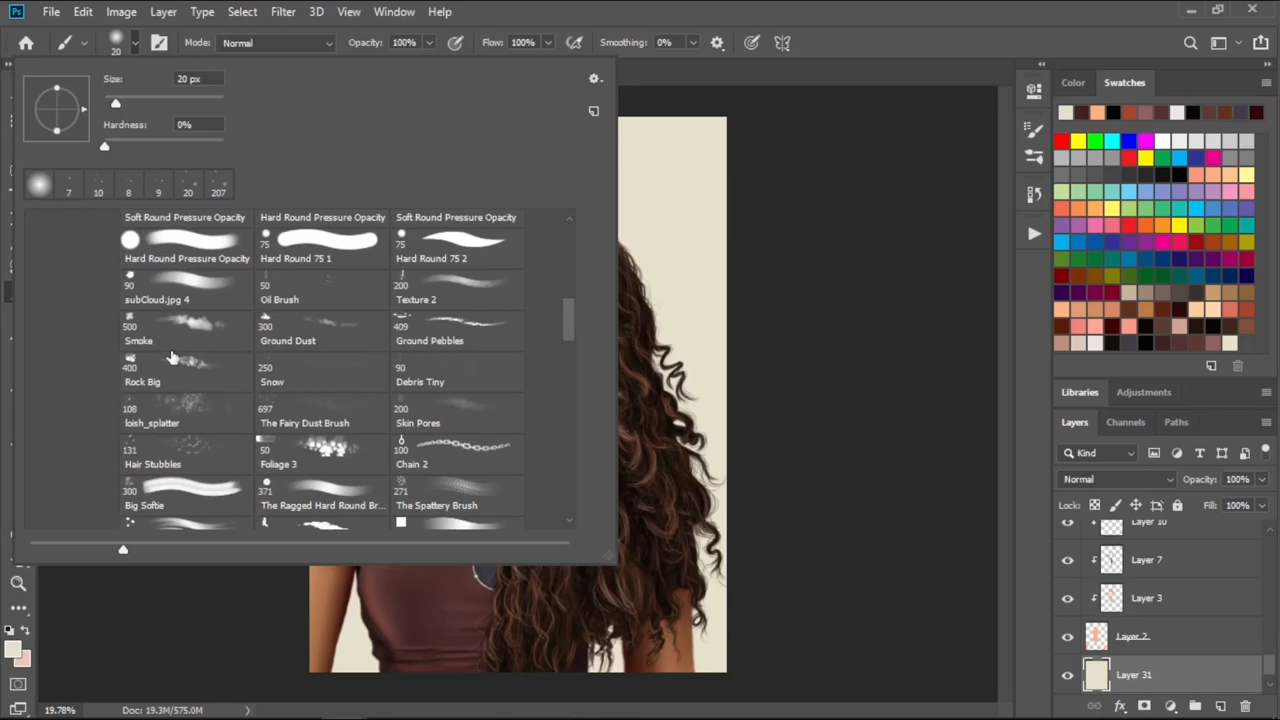 Ps File Edit Image Layer Type Select Filter 3D View Window Help
20 Mode: Normal Opacity: 100% Flow: 100% Smoothing: 0%
Size: 20 px
Hardness: 0%
7 10 8 9 20 207
Soft Round Pressure Opacity Hard Round Pressure Opacity Soft Round Pressure Opacity
75 75
Hard Round Pressure Opacity Hard Round 75 1 Hard Round 75 2
90 50 200
subCloud.jpg 4 Oil Brush Texture 2
500 300 409
Smoke Ground Dust Ground Pebbles
400 250 90
Rock Big Snow Debris Tiny
108 697 200
loish_splatter The Fairy Dust Brush Skin Pores
131 50 100
Hair Stubbles Foliage 3 Chain 2
300 371 271
Big Softie The Ragged Hard Round Br... The Spattery Brush
Color Swatches
Libraries Adjustments
Layers Channels Paths
Kind
Normal Opacity: 100%
Lock: Fill: 100%
Layer 10
Layer 7
Layer 3
Layer 2
Layer 31
19.78% Doc: 19.3M/575.0M